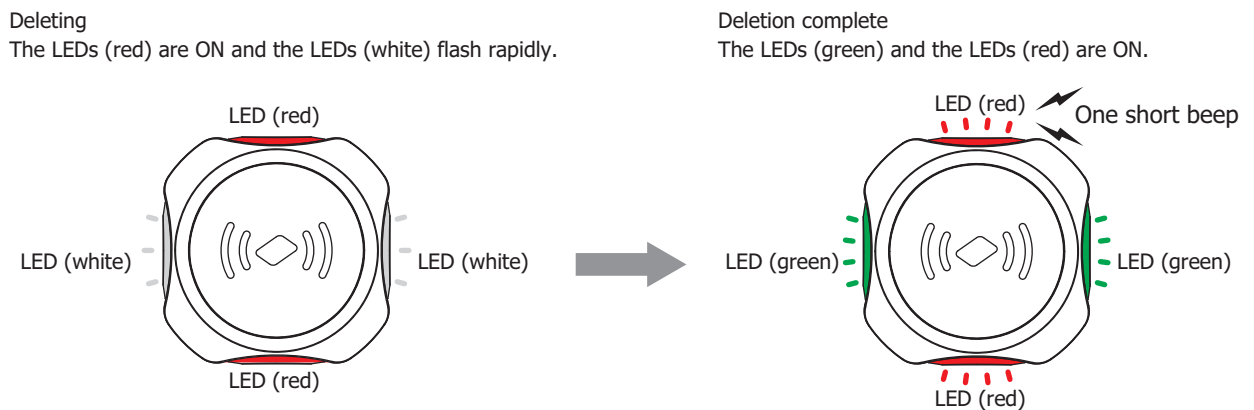 Deleting
The LEDs (red) are ON and the LEDs (white) flash rapidly.
LED (red)
LED (white)
LED (white)
LED (red)
Deletion complete
The LEDs (green) and the LEDs (red) are ON.
LED (red)
One short beep
LED (green)
LED (green)
LED (red)